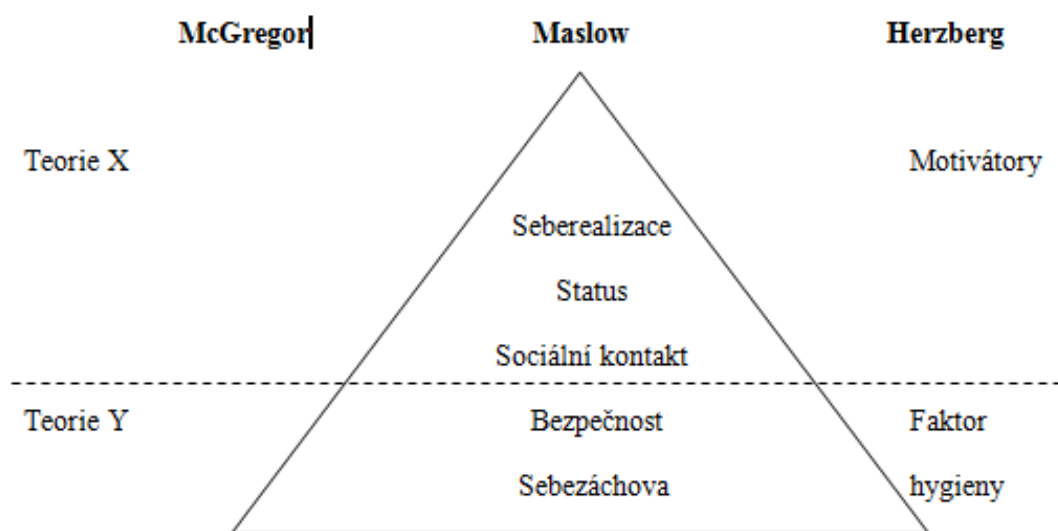 McGregor Maslow Herzberg
Teorie X Motivátory
Seberealizace
Status
Sociální kontakt
Teorie Y Bezpečnost Faktor
Sebezáchova hygieny